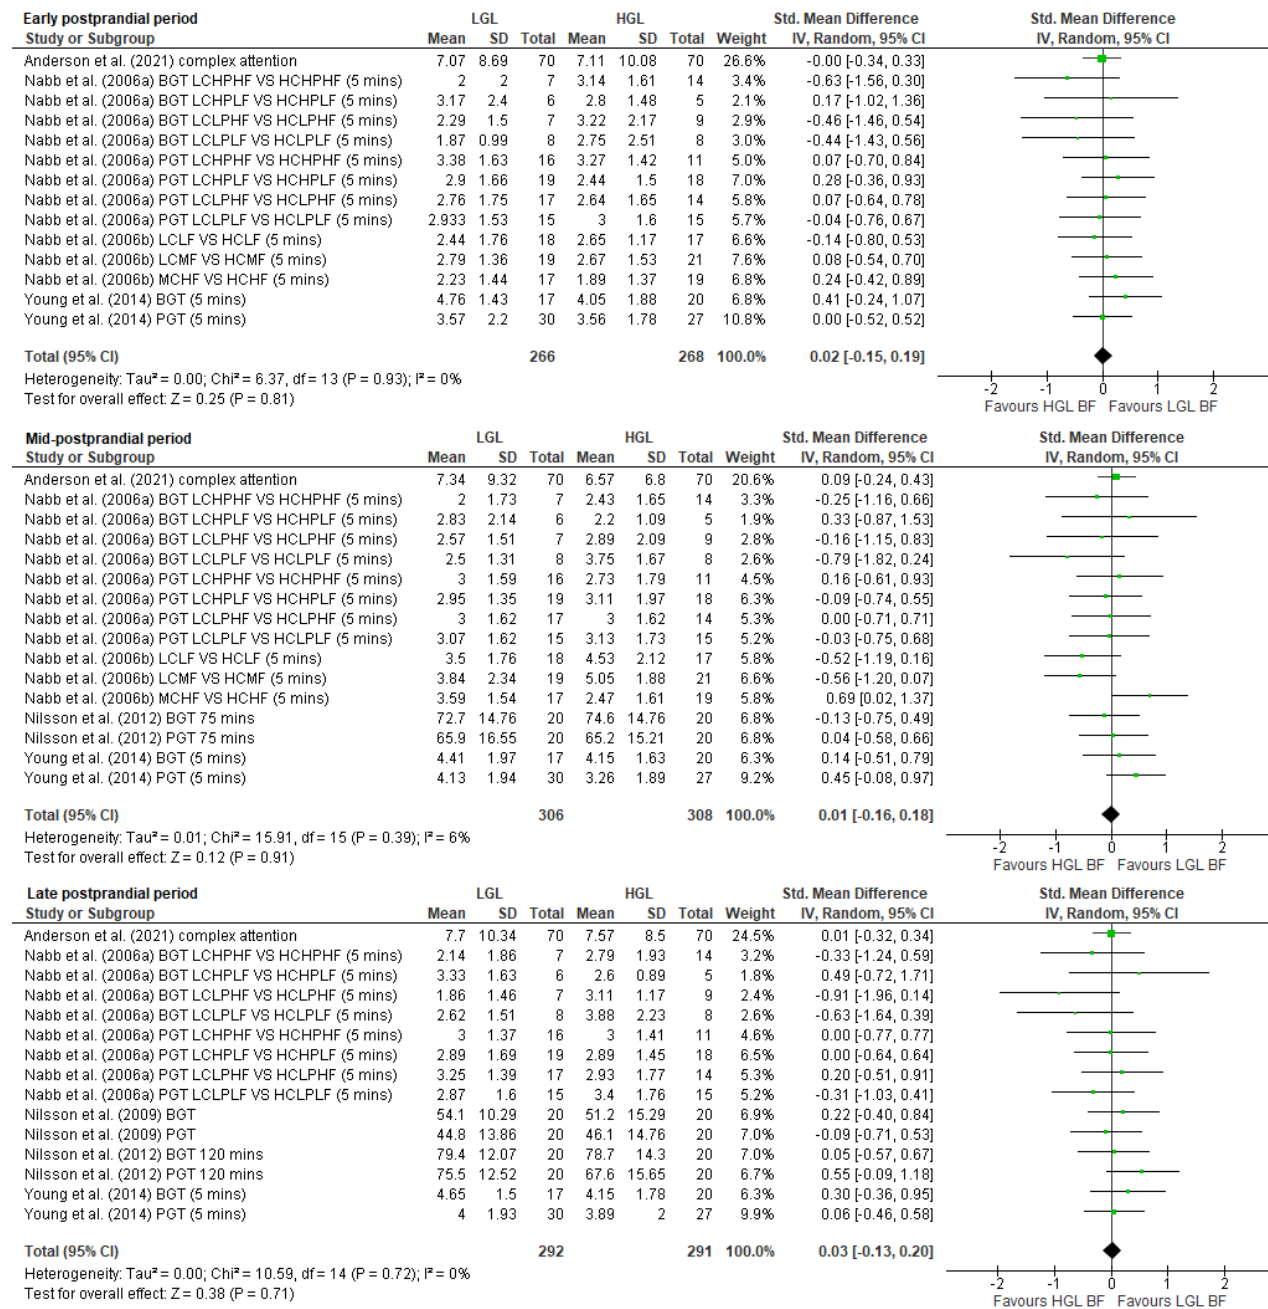 Early postprandial period LGL HGL Std. Mean Difference Std. Mean Difference
Study or Subgroup Mean SD Total Mean SD Total Weight IV, Random, 95% CI IV, Random, 95% CI
Anderson et al. (2021) complex attention 7.07 8.69 70 7.11 10.08 70 26.6% -0.00 [-0.34, 0.33]
Nabb et al. (2006a) BGT LCHPHF VS HCHPHF (5 mins) 2 2 7 3.14 1.61 14 3.4% -0.63 [-1.56, 0.30]
Nabb et al. (2006a) BGT LCHPLF VS HCHPLF (5 mins) 3.17 2.4 6 2.8 1.48 5 2.1% 0.17 [-1.02, 1.36]
Nabb et al. (2006a) BGT LCLPHF VS HCLPHF (5 mins) 2.29 1.5 7 3.22 2.17 9 2.9% -0.46 [-1.46, 0.54]
Nabb et al. (2006a) BGT LCLPLF VS HCLPLF (5 mins) 1.87 0.99 8 2.75 2.51 8 3.0% -0.44 [-1.43, 0.56]
Nabb et al. (2006a) PGT LCHPHF VS HCHPHF (5 mins) 3.38 1.63 16 3.27 1.42 11 5.0% 0.07 [-0.70, 0.84]
Nabb et al. (2006a) PGT LCHPLF VS HCHPLF (5 mins) 2.9 1.66 19 2.44 1.5 18 7.0% 0.28 [-0.36, 0.93]
Nabb et al. (2006a) PGT LCLPHF VS HCLPHF (5 mins) 2.76 1.75 17 2.64 1.65 14 5.8% 0.07 [-0.64, 0.78]
Nabb et al. (2006a) PGT LCLPLF VS HCLPLF (5 mins) 2.933 1.53 15 3 1.6 15 5.7% -0.04 [-0.76, 0.67]
Nabb et al. (2006b) LCLF VS HCLF (5 mins) 2.44 1.76 18 2.65 1.17 17 6.6% -0.14 [-0.80, 0.53]
Nabb et al. (2006b) LCMF VS HCMF (5 mins) 2.79 1.36 19 2.67 1.53 21 7.6% 0.08 [-0.54, 0.70]
Nabb et al. (2006b) MCHF VS HCHF (5 mins) 2.23 1.44 17 1.89 1.37 19 6.8% 0.24 [-0.42, 0.89]
Young et al. (2014) BGT (5 mins) 4.76 1.43 17 4.05 1.88 20 6.8% 0.41 [-0.24, 1.07]
Young et al. (2014) PGT (5 mins) 3.57 2.2 30 3.56 1.78 27 10.8% 0.00 [-0.52, 0.52]
Total (95% CI) 266 268 100.0% 0.02 [-0.15, 0.19]
Heterogeneity: Tau² = 0.00; Chi² = 6.37, df = 13 (P = 0.93); I² = 0%
Test for overall effect: Z = 0.25 (P = 0.81)
-2 -1 0 1 2
Favours HGL BF Favours LGL BF
Mid-postprandial period LGL HGL Std. Mean Difference Std. Mean Difference
Study or Subgroup Mean SD Total Mean SD Total Weight IV, Random, 95% CI IV, Random, 95% CI
Anderson et al. (2021) complex attention 7.34 9.32 70 6.57 6.8 70 20.6% 0.09 [-0.24, 0.43]
Nabb et al. (2006a) BGT LCHPHF VS HCHPHF (5 mins) 2 1.73 7 2.43 1.65 14 3.3% -0.25 [-1.16, 0.66]
Nabb et al. (2006a) BGT LCHPLF VS HCHPLF (5 mins) 2.83 2.14 6 2.2 1.09 5 1.9% 0.33 [-0.87, 1.53]
Nabb et al. (2006a) BGT LCLPHF VS HCLPHF (5 mins) 2.57 1.51 7 2.89 2.09 9 2.8% -0.16 [-1.15, 0.83]
Nabb et al. (2006a) BGT LCLPLF VS HCLPLF (5 mins) 2.5 1.31 8 3.75 1.67 8 2.6% -0.79 [-1.82, 0.24]
Nabb et al. (2006a) PGT LCHPHF VS HCHPHF (5 mins) 3 1.59 16 2.73 1.79 11 4.5% 0.16 [-0.61, 0.93]
Nabb et al. (2006a) PGT LCHPLF VS HCHPLF (5 mins) 2.95 1.35 19 3.11 1.97 18 6.3% -0.09 [-0.74, 0.55]
Nabb et al. (2006a) PGT LCLPHF VS HCLPHF (5 mins) 3 1.62 17 3 1.62 14 5.3% 0.00 [-0.71, 0.71]
Nabb et al. (2006a) PGT LCLPLF VS HCLPLF (5 mins) 3.07 1.62 15 3.13 1.73 15 5.2% -0.03 [-0.75, 0.68]
Nabb et al. (2006b) LCLF VS HCLF (5 mins) 3.5 1.76 18 4.53 2.12 17 5.8% -0.52 [-1.19, 0.16]
Nabb et al. (2006b) LCMF VS HCMF (5 mins) 3.84 2.34 19 5.05 1.88 21 6.6% -0.56 [-1.20, 0.07]
Nabb et al. (2006b) MCHF VS HCHF (5 mins) 3.59 1.54 17 2.47 1.61 19 5.8% 0.69 [0.02, 1.37]
Nilsson et al. (2012) BGT 75 mins 72.7 14.76 20 74.6 14.76 20 6.8% -0.13 [-0.75, 0.49]
Nilsson et al. (2012) PGT 75 mins 65.9 16.55 20 65.2 15.21 20 6.8% 0.04 [-0.58, 0.66]
Young et al. (2014) BGT (5 mins) 4.41 1.97 17 4.15 1.63 20 6.3% 0.14 [-0.51, 0.79]
Young et al. (2014) PGT (5 mins) 4.13 1.94 30 3.26 1.89 27 9.2% 0.45 [-0.08, 0.97]
Total (95% CI) 306 308 100.0% 0.01 [-0.16, 0.18]
Heterogeneity: Tau² = 0.01; Chi² = 15.91, df = 15 (P = 0.39); I² = 6%
Test for overall effect: Z = 0.12 (P = 0.91)
-2 -1 0 1 2
Favours HGL BF Favours LGL BF
Late postprandial period LGL HGL Std. Mean Difference Std. Mean Difference
Study or Subgroup Mean SD Total Mean SD Total Weight IV, Random, 95% CI IV, Random, 95% CI
Anderson et al. (2021) complex attention 7.7 10.34 70 7.57 8.5 70 24.5% 0.01 [-0.32, 0.34]
Nabb et al. (2006a) BGT LCHPHF VS HCHPHF (5 mins) 2.14 1.86 7 2.79 1.93 14 3.2% -0.33 [-1.24, 0.59]
Nabb et al. (2006a) BGT LCHPLF VS HCHPLF (5 mins) 3.33 1.63 6 2.6 0.89 5 1.8% 0.49 [-0.72, 1.71]
Nabb et al. (2006a) BGT LCLPHF VS HCLPHF (5 mins) 1.86 1.46 7 3.11 1.17 9 2.4% -0.91 [-1.96, 0.14]
Nabb et al. (2006a) BGT LCLPLF VS HCLPLF (5 mins) 2.62 1.51 8 3.88 2.23 8 2.6% -0.63 [-1.64, 0.39]
Nabb et al. (2006a) PGT LCHPHF VS HCHPHF (5 mins) 3 1.37 16 3 1.41 11 4.6% 0.00 [-0.77, 0.77]
Nabb et al. (2006a) PGT LCHPLF VS HCHPLF (5 mins) 2.89 1.69 19 2.89 1.45 18 6.5% 0.00 [-0.64, 0.64]
Nabb et al. (2006a) PGT LCLPHF VS HCLPHF (5 mins) 3.25 1.39 17 2.93 1.77 14 5.3% 0.20 [-0.51, 0.91]
Nabb et al. (2006a) PGT LCLPLF VS HCLPLF (5 mins) 2.87 1.6 15 3.4 1.76 15 5.2% -0.31 [-1.03, 0.41]
Nilsson et al. (2009) BGT 54.1 10.29 20 51.2 15.29 20 6.9% 0.22 [-0.40, 0.84]
Nilsson et al. (2009) PGT 44.8 13.86 20 46.1 14.76 20 7.0% -0.09 [-0.71, 0.53]
Nilsson et al. (2012) BGT 120 mins 79.4 12.07 20 78.7 14.3 20 7.0% 0.05 [-0.57, 0.67]
Nilsson et al. (2012) PGT 120 mins 75.5 12.52 20 67.6 15.65 20 6.7% 0.55 [-0.09, 1.18]
Young et al. (2014) BGT (5 mins) 4.65 1.5 17 4.15 1.78 20 6.3% 0.30 [-0.36, 0.95]
Young et al. (2014) PGT (5 mins) 4 1.93 30 3.89 2 27 9.9% 0.06 [-0.46, 0.58]
Total (95% CI) 292 291 100.0% 0.03 [-0.13, 0.20]
Heterogeneity: Tau² = 0.00; Chi² = 10.59, df = 14 (P = 0.72); I² = 0%
Test for overall effect: Z = 0.38 (P = 0.71)
-2 -1 0 1 2
Favours HGL BF Favours LGL BF